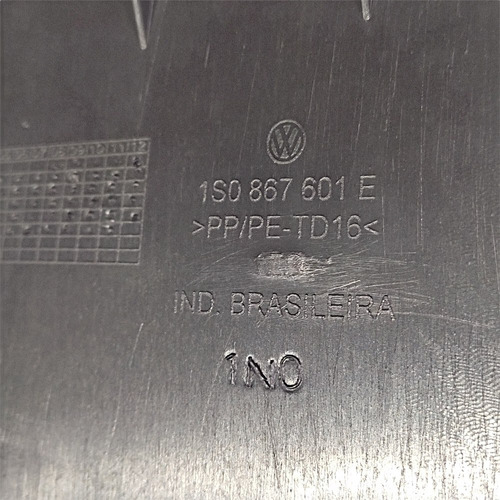 1S0 867 601 E
>PP/PE-TD16<
IND. BRASILEIRA
1N0